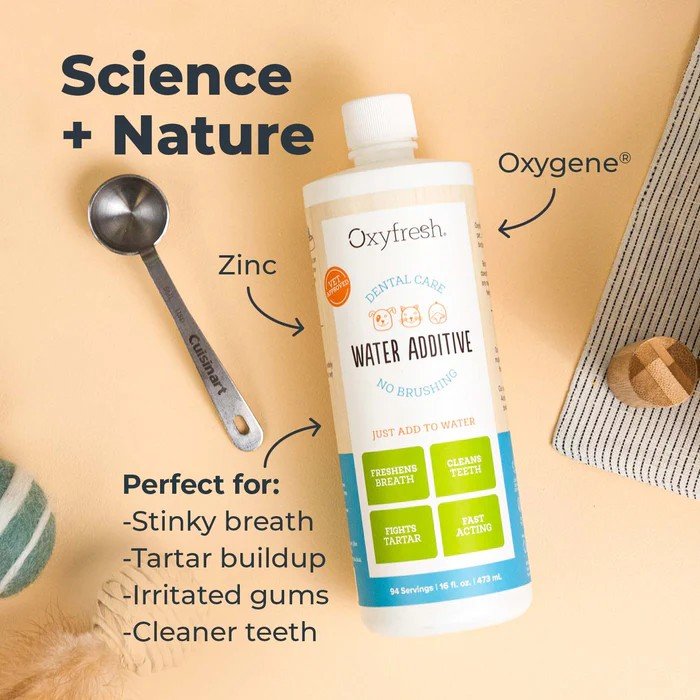 Science
+ Nature
Oxygene®
Zinc
Oxyfresh.
VET
APPROVED
DENTAL CARE
WATER ADDITIVE
NO BRUSHING
JUST ADD TO WATER
FRESHENS
BREATH
CLEANS
TEETH
FIGHTS
TARTAR
FAST
ACTING
94 Servings | 16 fl. oz. | 473 mL
Cuisinart
Perfect for:
-Stinky breath
-Tartar buildup
-Irritated gums
-Cleaner teeth